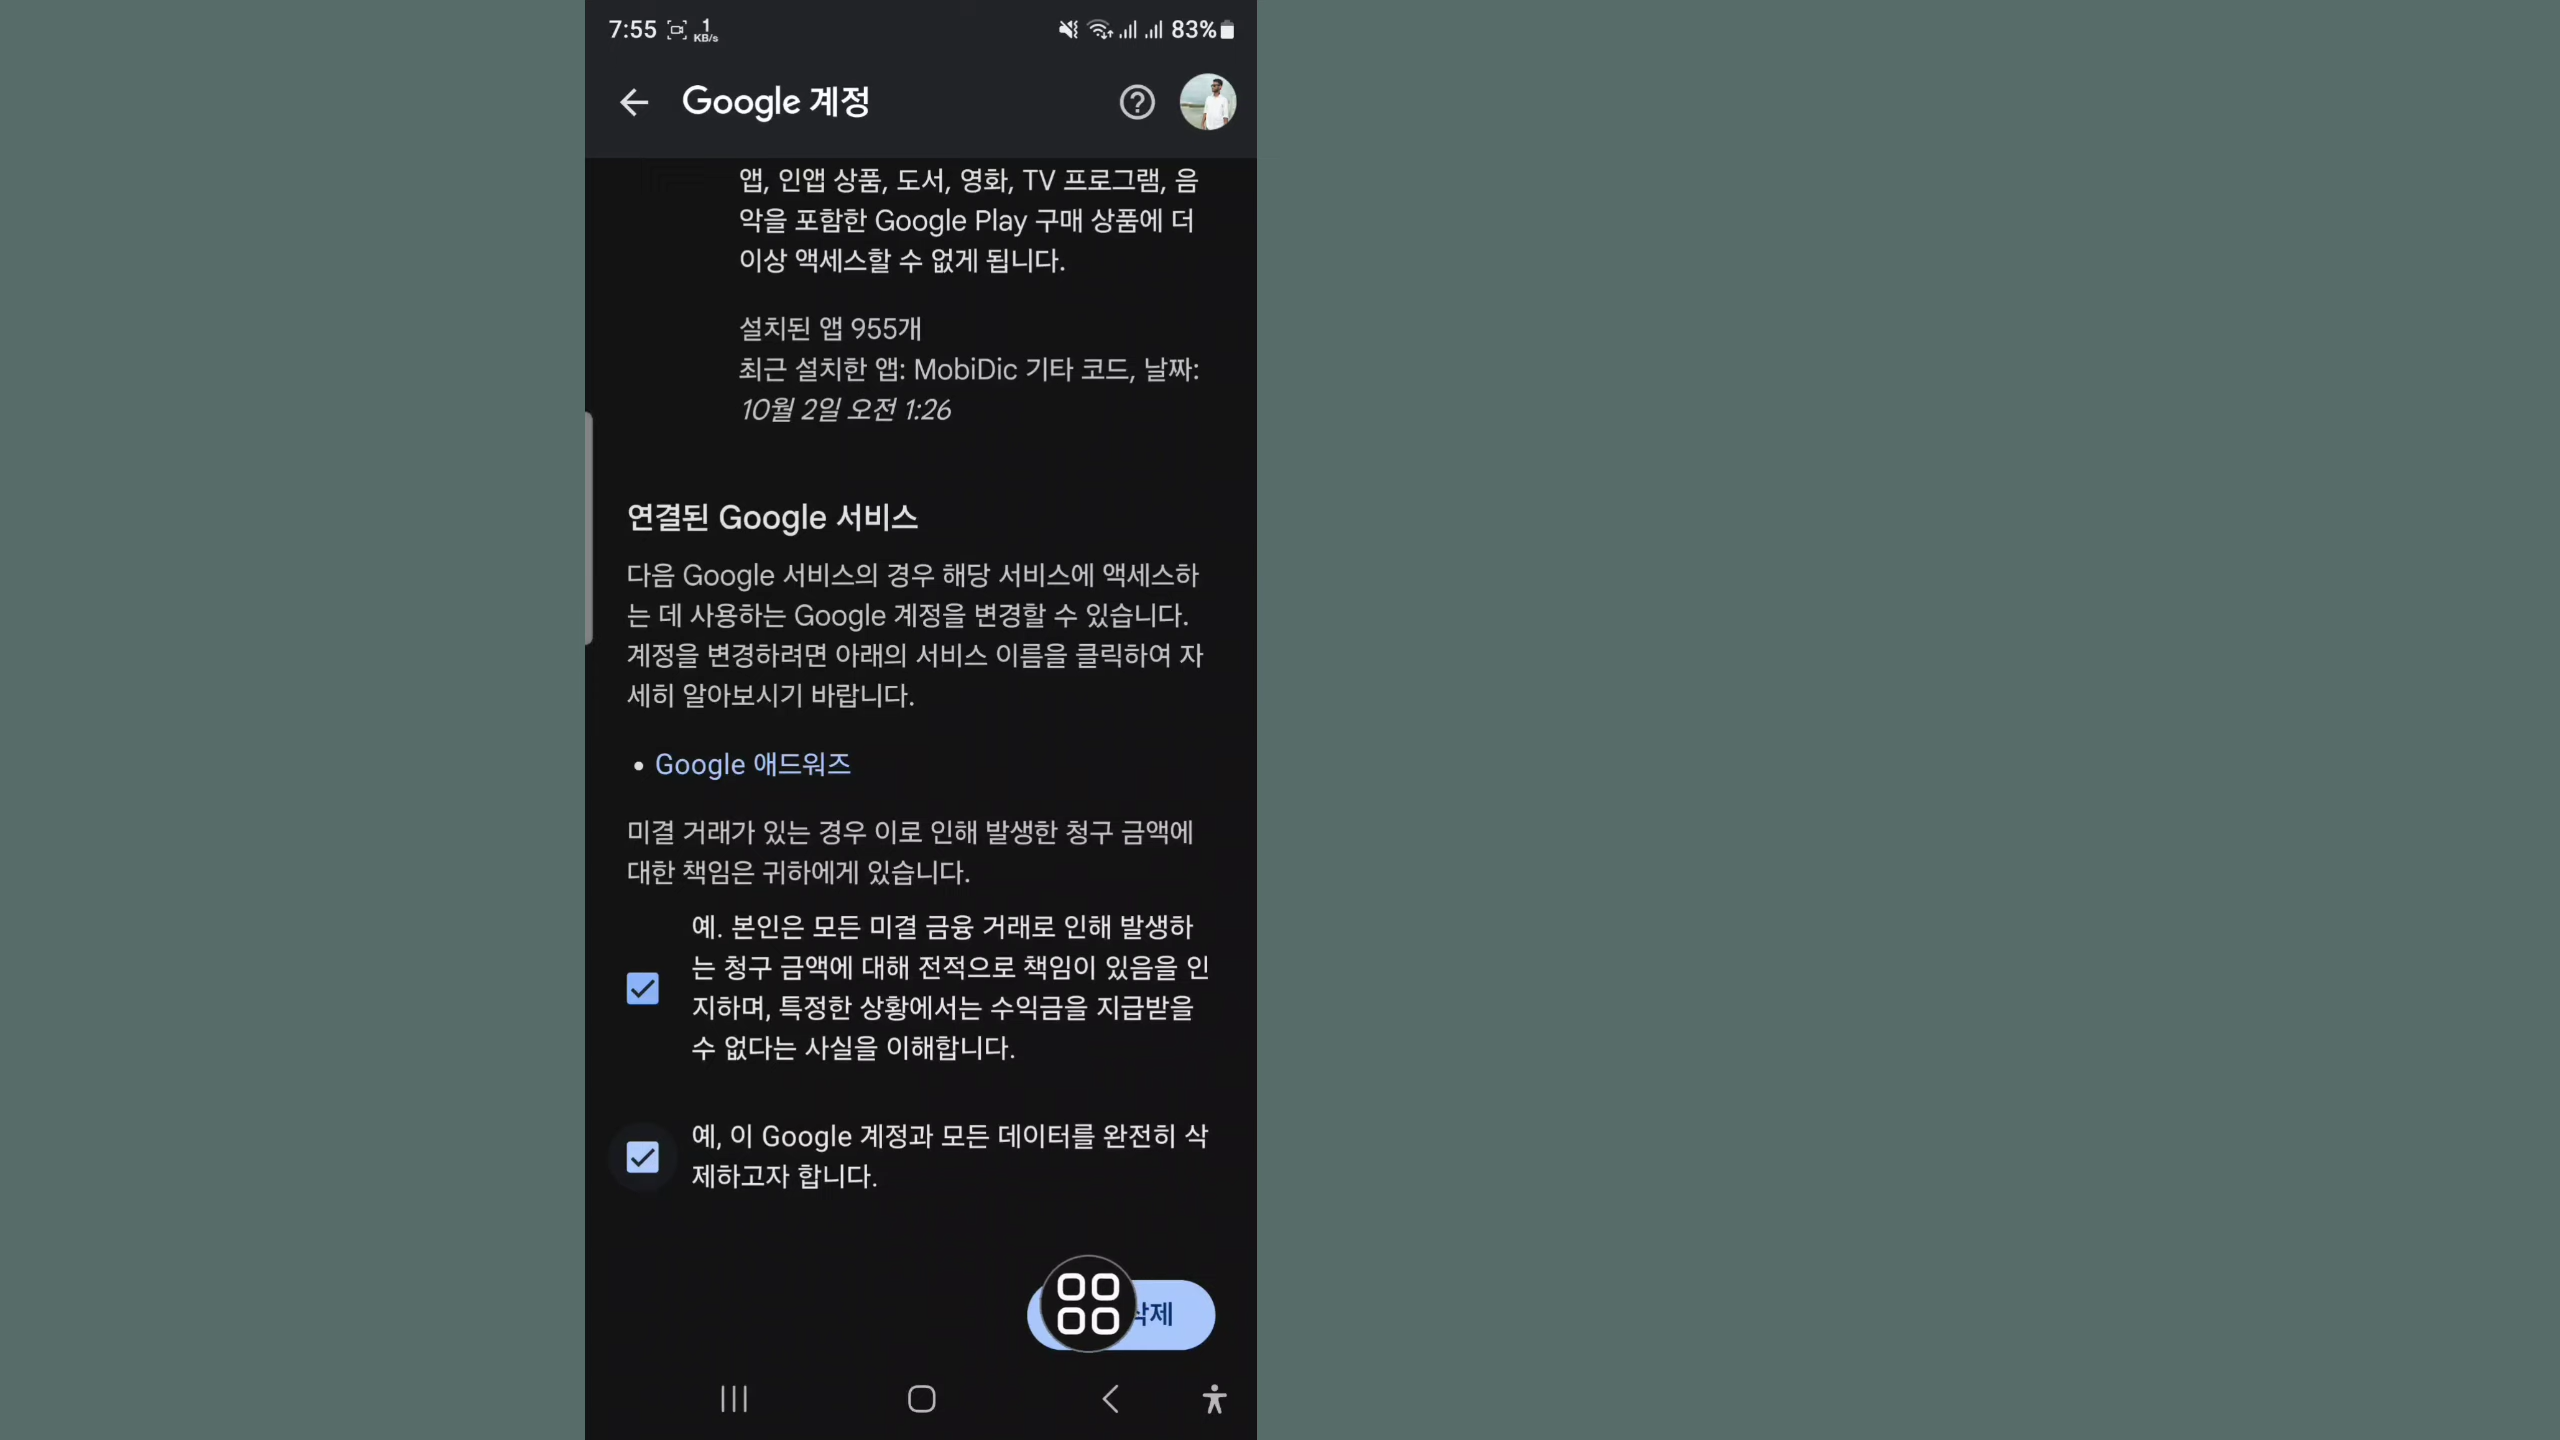 7:55 1 KB/s 83%
Google 계정
앱, 인앱 상품, 도서, 영화, TV 프로그램, 음
악을 포함한 Google Play 구매 상품에 더
이상 액세스할 수 없게 됩니다.
설치된 앱 955개
최근 설치한 앱: MobiDic 기타 코드, 날짜:
10월 2일 오전 1:26
연결된 Google 서비스
다음 Google 서비스의 경우 해당 서비스에 액세스하
는 데 사용하는 Google 계정을 변경할 수 있습니다.
계정을 변경하려면 아래의 서비스 이름을 클릭하여 자
세히 알아보시기 바랍니다.
• Google 애드워즈
미결 거래가 있는 경우 이로 인해 발생한 청구 금액에
대한 책임은 귀하에게 있습니다.
예. 본인은 모든 미결 금융 거래로 인해 발생하
는 청구 금액에 대해 전적으로 책임이 있음을 인
지하며, 특정한 상황에서는 수익금을 지급받을
수 없다는 사실을 이해합니다.
예, 이 Google 계정과 모든 데이터를 완전히 삭
제하고자 합니다.
삭제